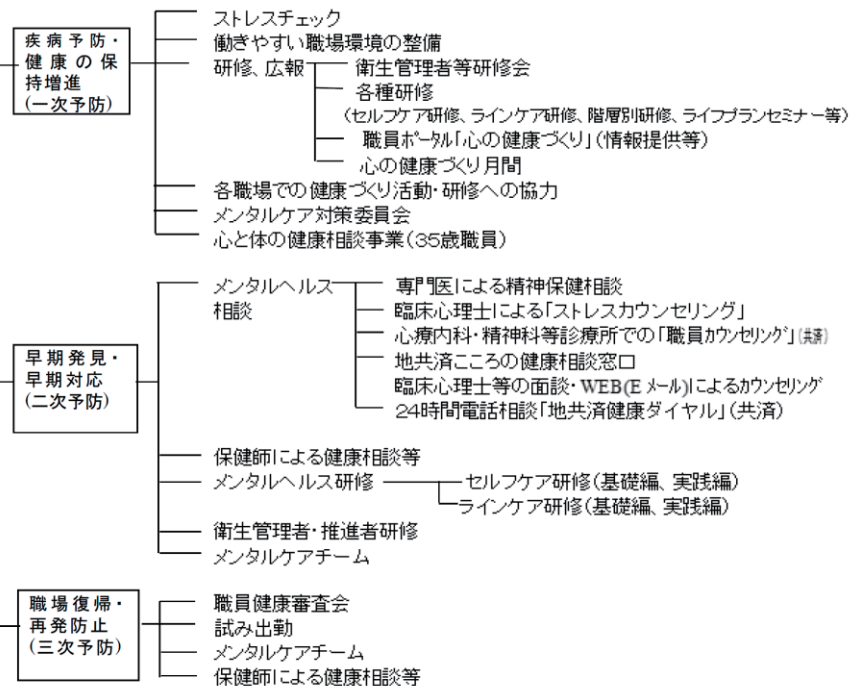 疾病予防・
健康の保
持増進
(一次予防)
ストレスチェック
働きやすい職場環境の整備
研修、広報
衛生管理者等研修会
各種研修
(セルフケア研修、ラインケア研修、階層別研修、ライフプランセミナー等)
職員ポータル「心の健康づくり」(情報提供等)
心の健康づくり月間
各職場での健康づくり活動・研修への協力
メンタルケア対策委員会
心と体の健康相談事業(35歳職員)
早期発見・
早期対応
(二次予防)
メンタルヘルス
相談
専門医による精神保健相談
臨床心理士による「ストレスカウンセリング」
心療内科・精神科等診療所での「職員カウンセリング」(共済)
地共済こころの健康相談窓口
臨床心理士等の面談・WEB(Eメール)によるカウンセリング
24時間電話相談「地共済健康ダイヤル」(共済)
保健師による健康相談等
メンタルヘルス研修
セルフケア研修(基礎編、実践編)
ラインケア研修(基礎編、実践編)
衛生管理者・推進者研修
メンタルケアチーム
職場復帰・
再発防止
(三次予防)
職員健康審査会
試み出勤
メンタルケアチーム
保健師による健康相談等